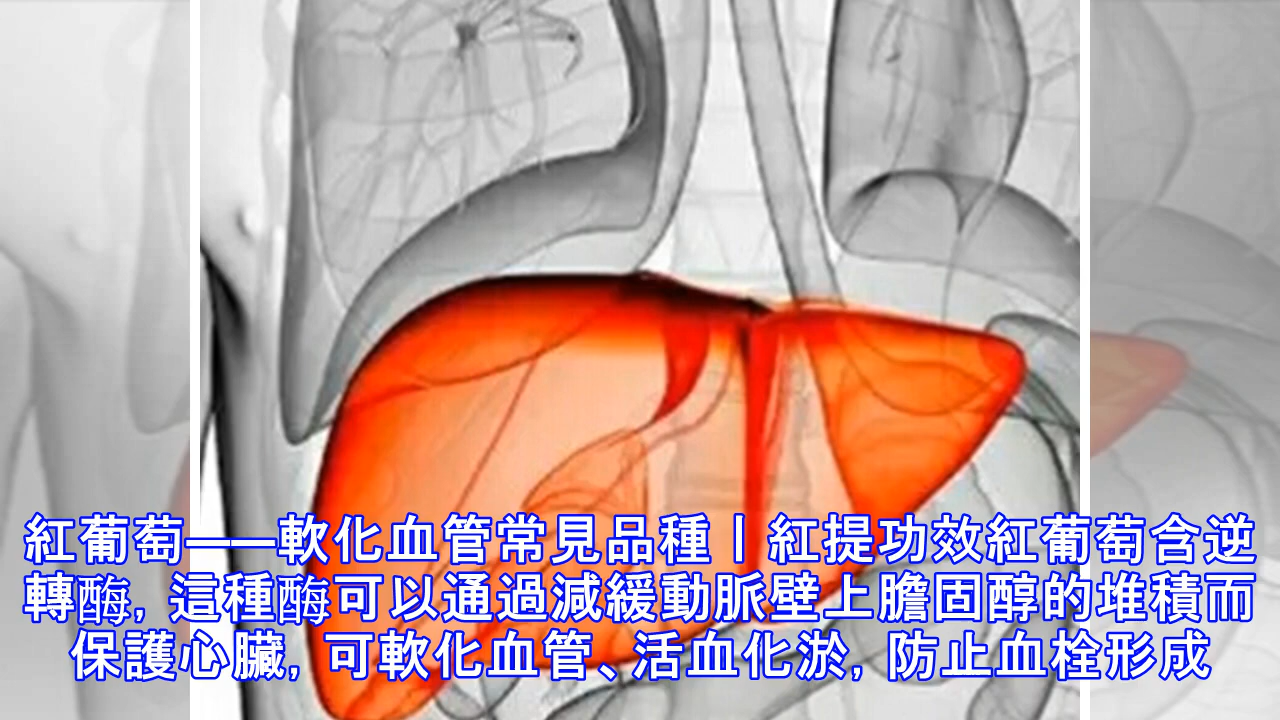 紅葡萄——軟化血管常見品種丨紅提功效紅葡萄含逆
轉酶, 這種酶可以通過減緩動脈壁上膽固醇的堆積而
保護心臟, 可軟化血管、活血化淤, 防止血栓形成